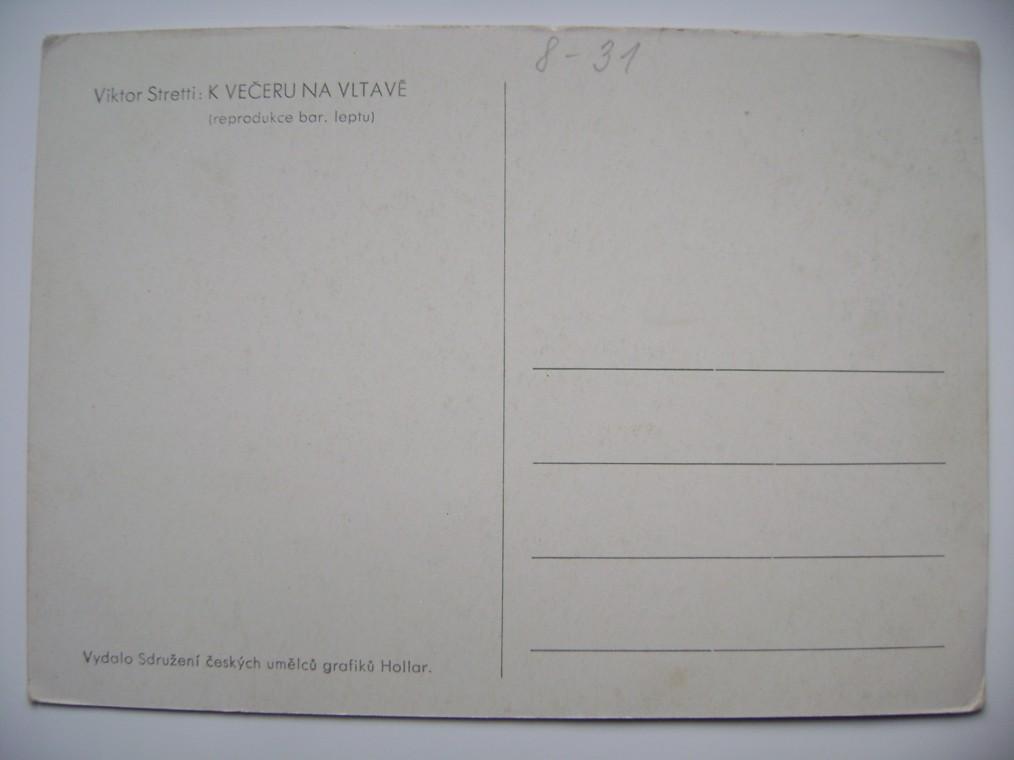 8-31
Viktor Stretti: K VEČERU NA VLTAVĚ
(reprodukce bar. leptu)
Vydalo Sdružení českých umělců grafiků Hollar.